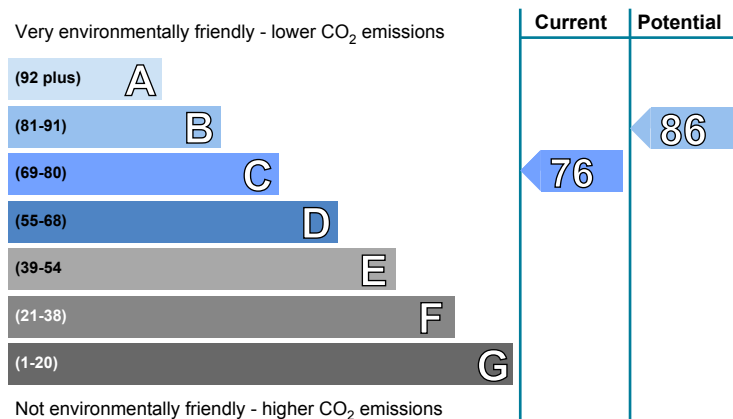 Current Potential
Very environmentally friendly - lower CO2 emissions
(92 plus) A
(81-91) B 86
(69-80) C 76
(55-68) D
(39-54 E
(21-38) F
(1-20) G
Not environmentally friendly - higher CO2 emissions